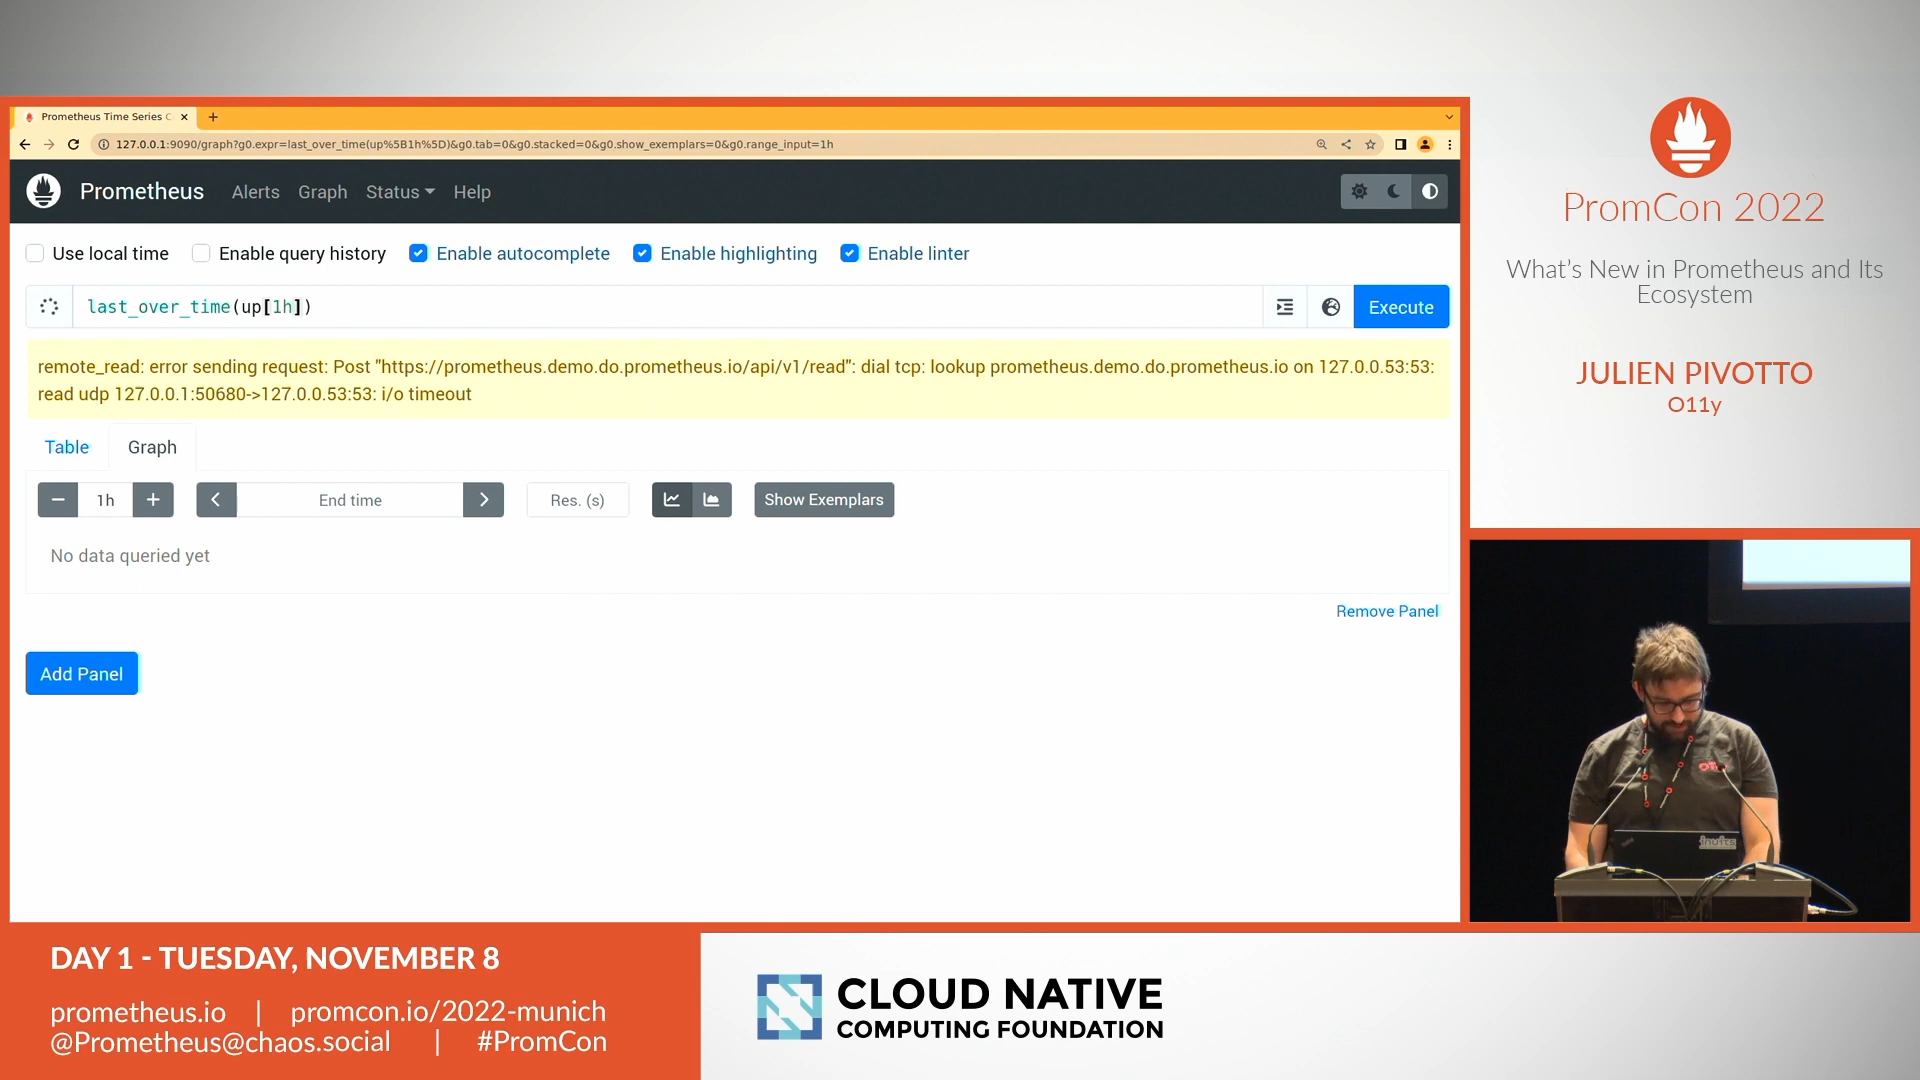 Prometheus Time Series C
127.0.0.1:9090/graph?g0.expr=last_over_time(up%5B1h%5D)&g0.tab=0&g0.stacked=0&g0.show_exemplars=0&g0.range_input=1h
Prometheus Alerts Graph Status Help
Use local time Enable query history Enable autocomplete Enable highlighting Enable linter
last_over_time(up[1h])
Execute
remote_read: error sending request: Post "https://prometheus.demo.do.prometheus.io/api/v1/read": dial tcp: lookup prometheus.demo.do.prometheus.io on 127.0.0.53:53:
read udp 127.0.0.1:50680->127.0.0.53:53: i/o timeout
Table Graph
1h End time Res. (s) Show Exemplars
No data queried yet
Remove Panel
Add Panel
PromCon 2022
What's New in Prometheus and Its
Ecosystem
JULIEN PIVOTTO
O11y
inuits
DAY 1 - TUESDAY, NOVEMBER 8
prometheus.io | promcon.io/2022-munich
@Prometheus@chaos.social | #PromCon
CLOUD NATIVE
COMPUTING FOUNDATION